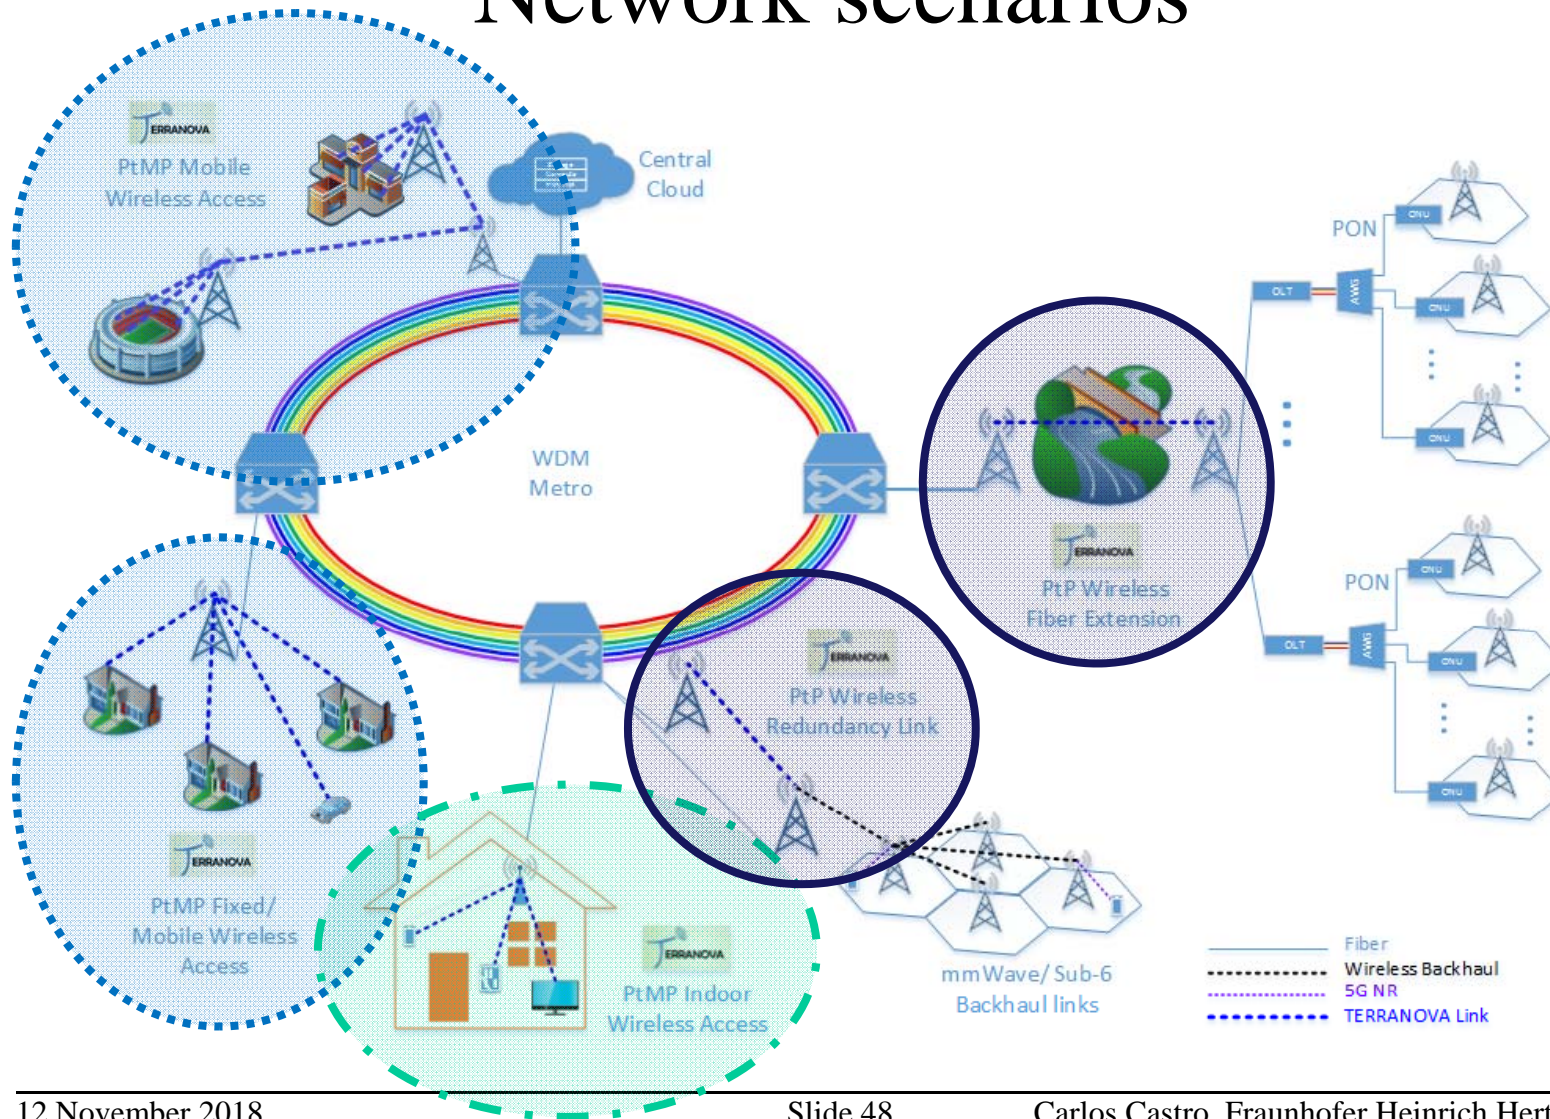 Network scenarios
TERRANOVA
PtMP Mobile
Wireless Access
Central
Cloud
PON
ONU
OLT
AWG
ONU
ONU
WDM
Metro
TERRANOVA
PtP Wireless
Fiber Extension
PON
ONU
OLT
AWG
ONU
ONU
TERRANOVA
PtP Wireless
Redundancy Link
TERRANOVA
PtMP Fixed/
Mobile Wireless
Access
TERRANOVA
PtMP Indoor
Wireless Access
mmWave/ Sub-6
Backhaul links
Fiber
Wireless Backhaul
5G NR
TERRANOVA Link
12 November 2018
Slide 48
Carlos Castro, Fraunhofer Heinrich Hert